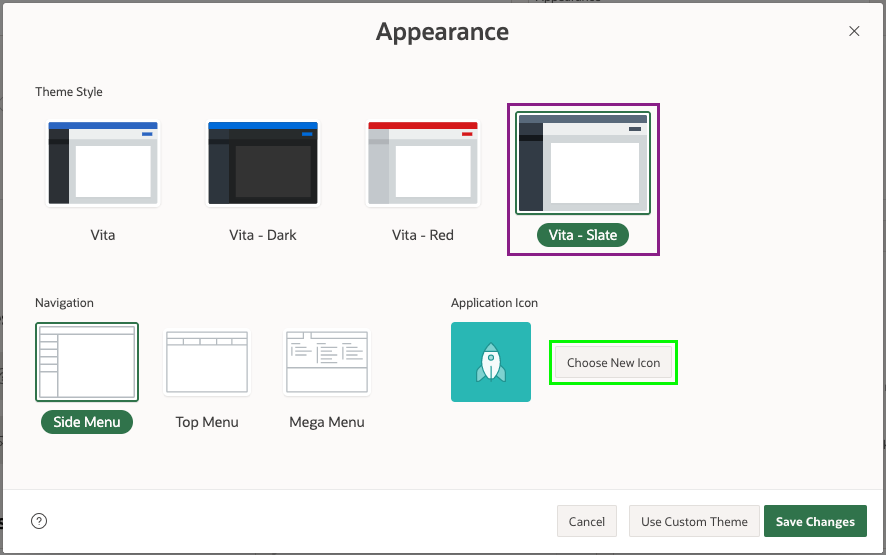 Appearance
Theme Style
Vita
Vita - Dark
Vita - Red
Vita - Slate
Navigation
Application Icon
Choose New Icon
Side Menu
Top Menu
Mega Menu
Cancel
Use Custom Theme
Save Changes